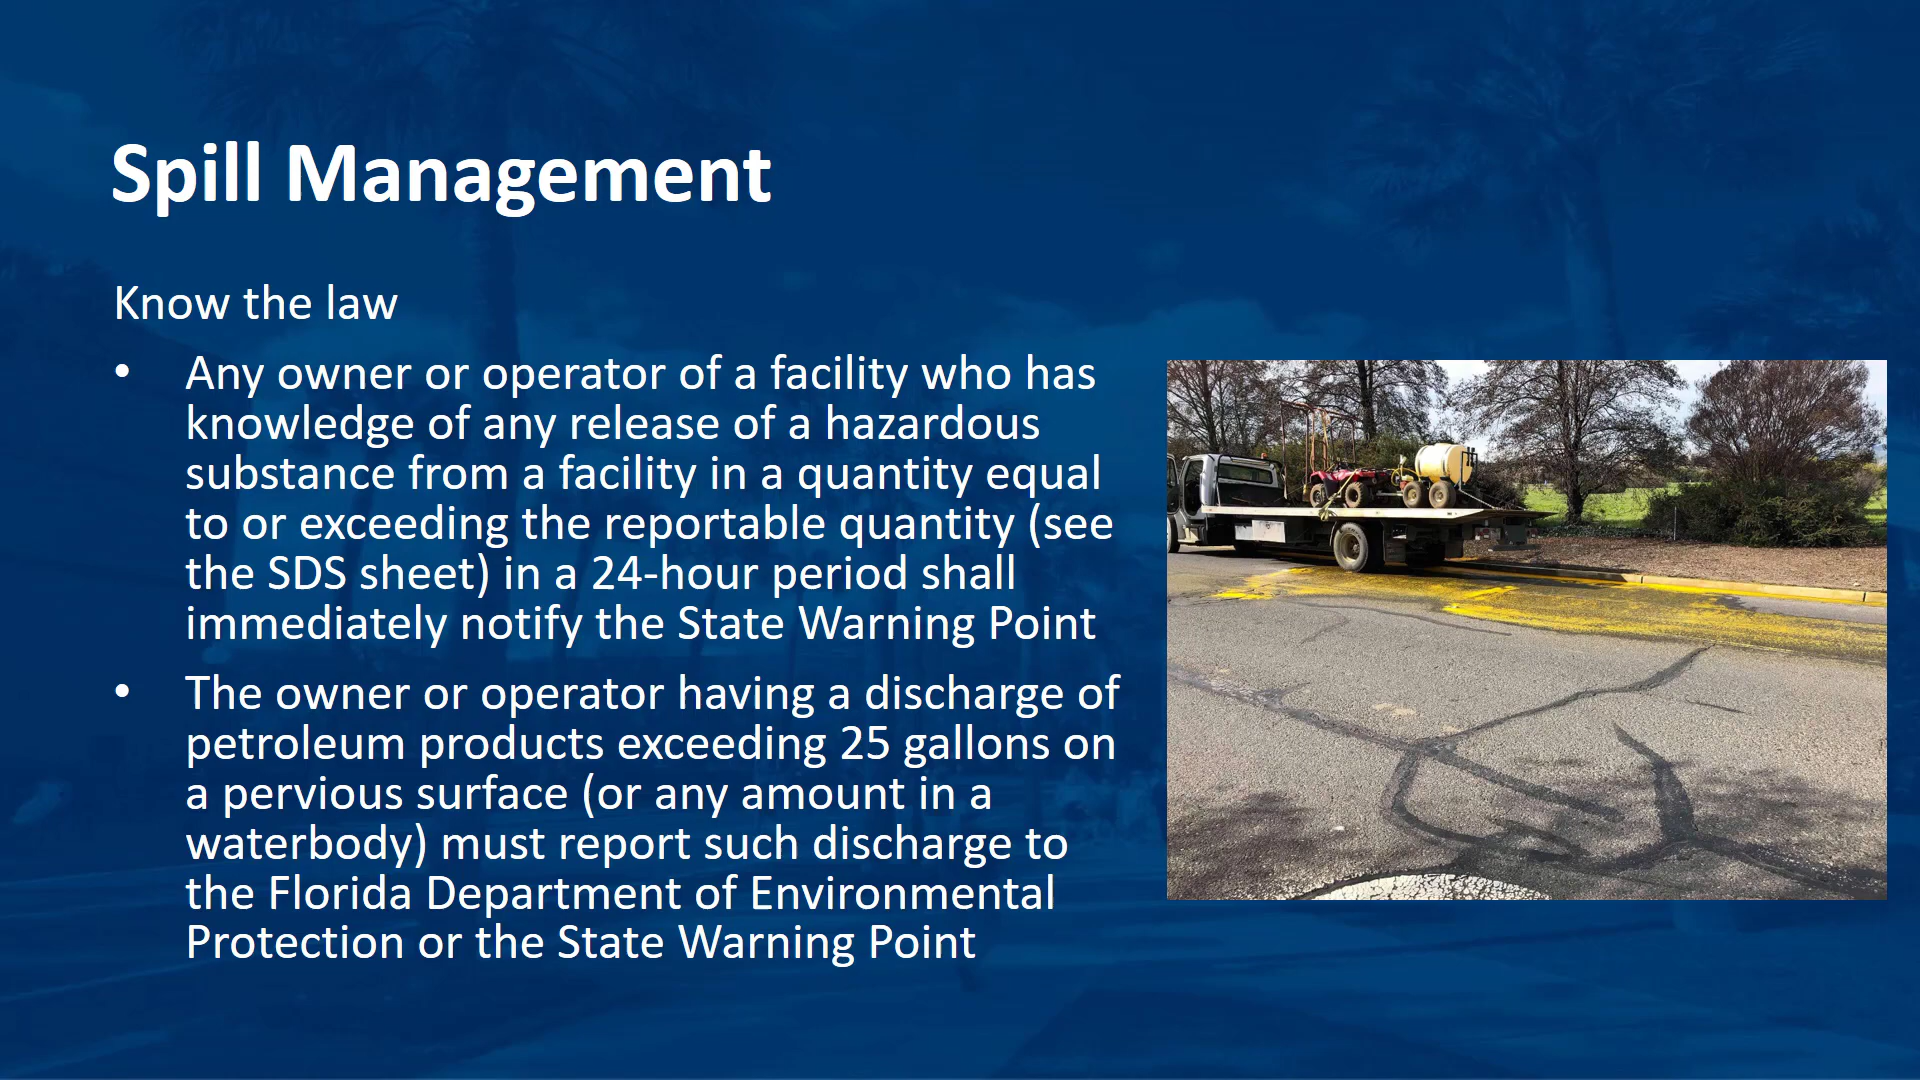 Spill Management
Know the law
• Any owner or operator of a facility who has
knowledge of any release of a hazardous
substance from a facility in a quantity equal
to or exceeding the reportable quantity (see
the SDS sheet) in a 24-hour period shall
immediately notify the State Warning Point
• The owner or operator having a discharge of
petroleum products exceeding 25 gallons on
a pervious surface (or any amount in a
waterbody) must report such discharge to
the Florida Department of Environmental
Protection or the State Warning Point